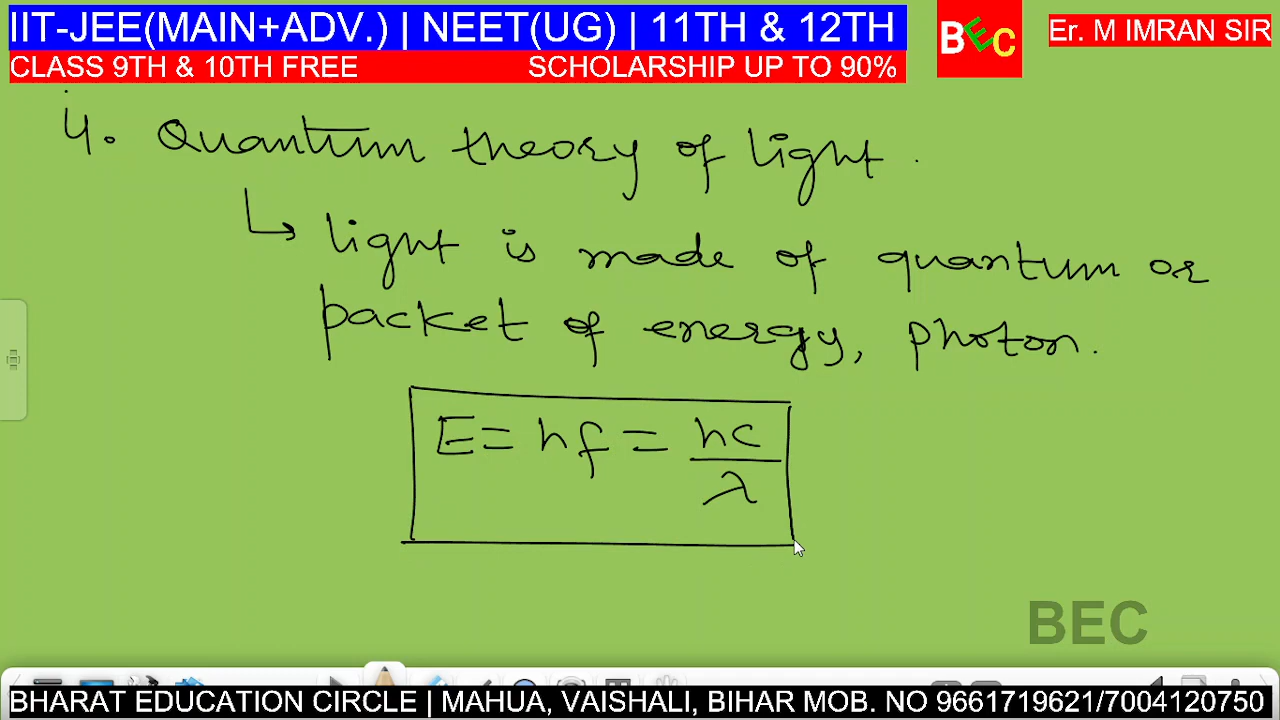 IIT-JEE(MAIN+ADV.) | NEET(UG) | 11TH & 12TH
CLASS 9TH & 10TH FREE SCHOLARSHIP UP TO 90%
BEC
Er. M IMRAN SIR
4. Quantum theory of light.
↳ light is made of quantum or
packet of energy, photon.
E = hf = hc/λ
BEC
BHARAT EDUCATION CIRCLE | MAHUA, VAISHALI, BIHAR MOB. NO 9661719621/7004120750